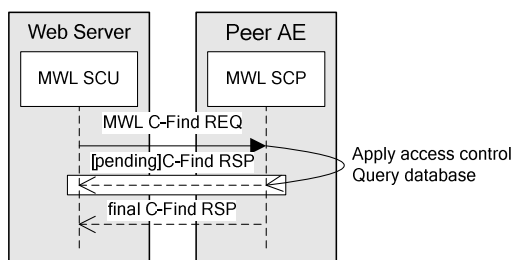 Web Server
Peer AE
MWL SCU
MWL SCP
MWL C-Find REQ
[pending]C-Find RSP
Apply access control
Query database
final C-Find RSP